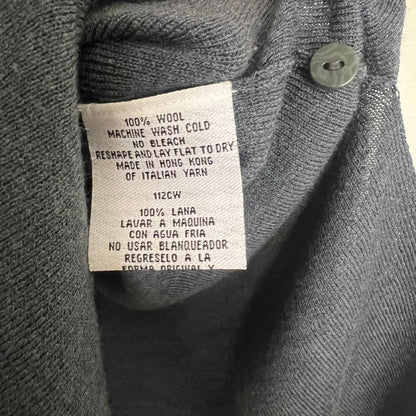 100% WOOL
MACHINE WASH COLD
NO BLEACH
RESHAPE AND LAY FLAT TO DRY
MADE IN HONG KONG
OF ITALIAN YARN
112CW
100% LANA
LAVAR A MAQUINA
CON AGUA FRIA
NO USAR BLANQUEADOR
REGRESELO A LA
FORMA ORIGINAL Y